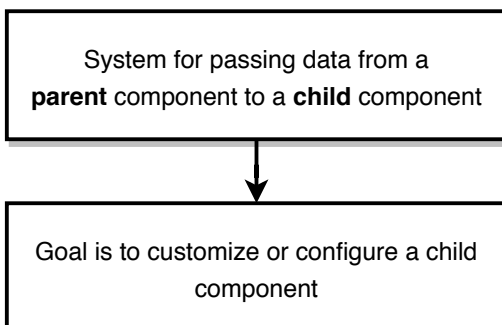 System for passing data from a
parent component to a child component
Goal is to customize or configure a child
component